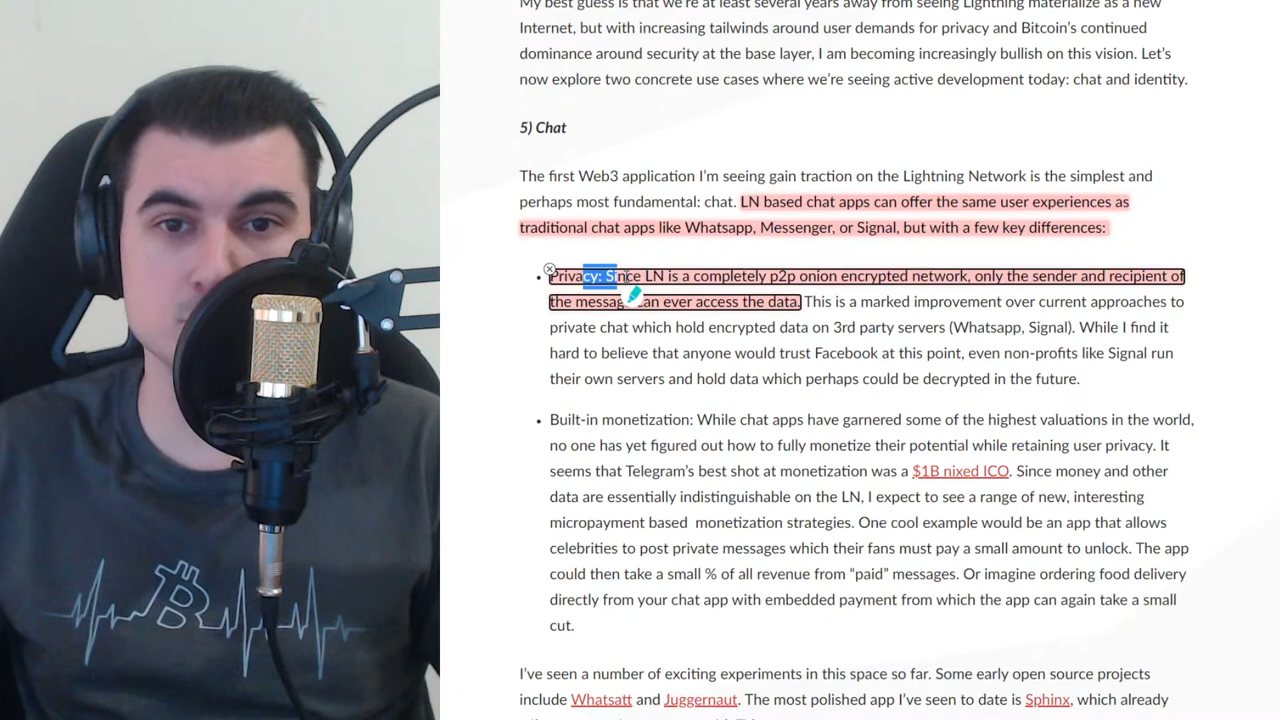 My best guess is that we're at least several years away from seeing Lightning materialize as a new
Internet, but with increasing tailwinds around user demands for privacy and Bitcoin's continued
dominance around security at the base layer, I am becoming increasingly bullish on this vision. Let's
now explore two concrete use cases where we're seeing active development today: chat and identity.
5) Chat
The first Web3 application I'm seeing gain traction on the Lightning Network is the simplest and
perhaps most fundamental: chat. LN based chat apps can offer the same user experiences as
traditional chat apps like Whatsapp, Messenger, or Signal, but with a few key differences:
• Privacy: Since LN is a completely p2p onion encrypted network, only the sender and recipient of
the message can ever access the data. This is a marked improvement over current approaches to
private chat which hold encrypted data on 3rd party servers (Whatsapp, Signal). While I find it
hard to believe that anyone would trust Facebook at this point, even non-profits like Signal run
their own servers and hold data which perhaps could be decrypted in the future.
• Built-in monetization: While chat apps have garnered some of the highest valuations in the world,
no one has yet figured out how to fully monetize their potential while retaining user privacy. It
seems that Telegram's best shot at monetization was a $1B nixed ICO. Since money and other
data are essentially indistinguishable on the LN, I expect to see a range of new, interesting
micropayment based monetization strategies. One cool example would be an app that allows
celebrities to post private messages which their fans must pay a small amount to unlock. The app
could then take a small % of all revenue from “paid” messages. Or imagine ordering food delivery
directly from your chat app with embedded payment from which the app can again take a small
cut.
I've seen a number of exciting experiments in this space so far. Some early open source projects
include Whatsatt and Juggernaut. The most polished app I've seen to date is Sphinx, which already